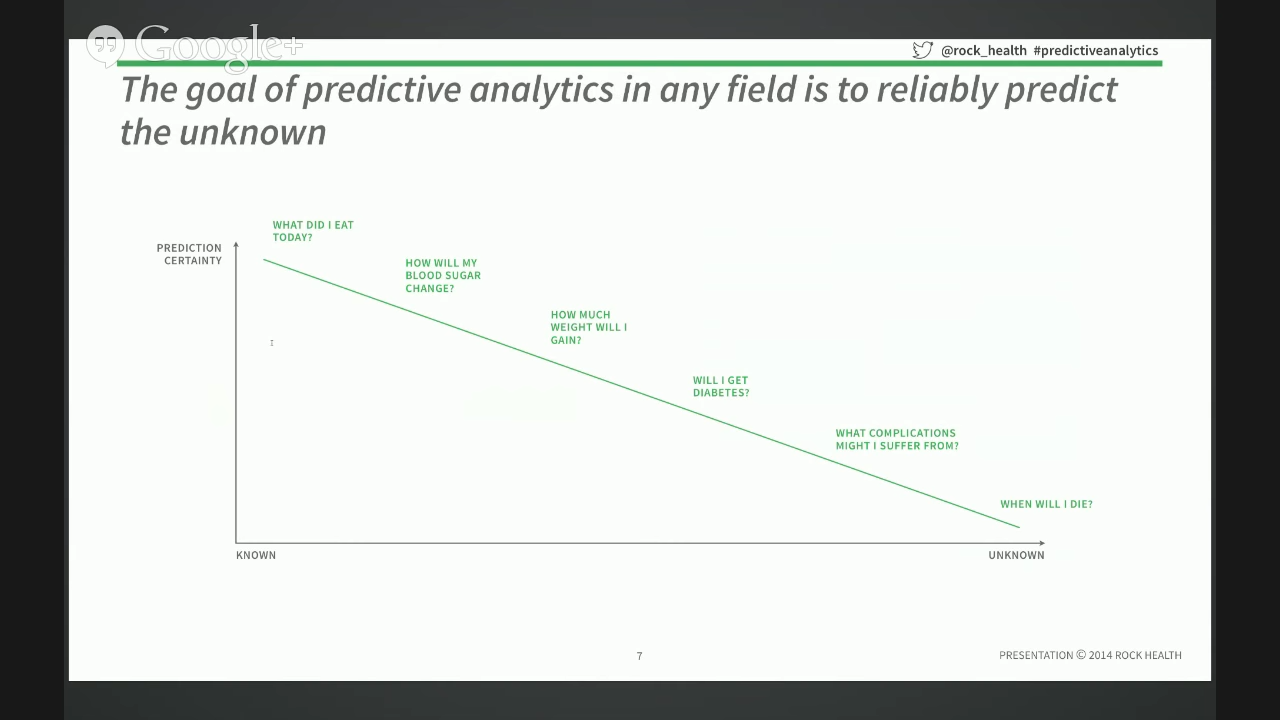 Google+
@rock_health #predictiveanalytics
The goal of predictive analytics in any field is to reliably predict
the unknown
WHAT DID I EAT
TODAY?
PREDICTION
CERTAINTY
HOW WILL MY
BLOOD SUGAR
CHANGE?
HOW MUCH
WEIGHT WILL I
GAIN?
WILL I GET
DIABETES?
WHAT COMPLICATIONS
MIGHT I SUFFER FROM?
WHEN WILL I DIE?
KNOWN
UNKNOWN
7
PRESENTATION © 2014 ROCK HEALTH